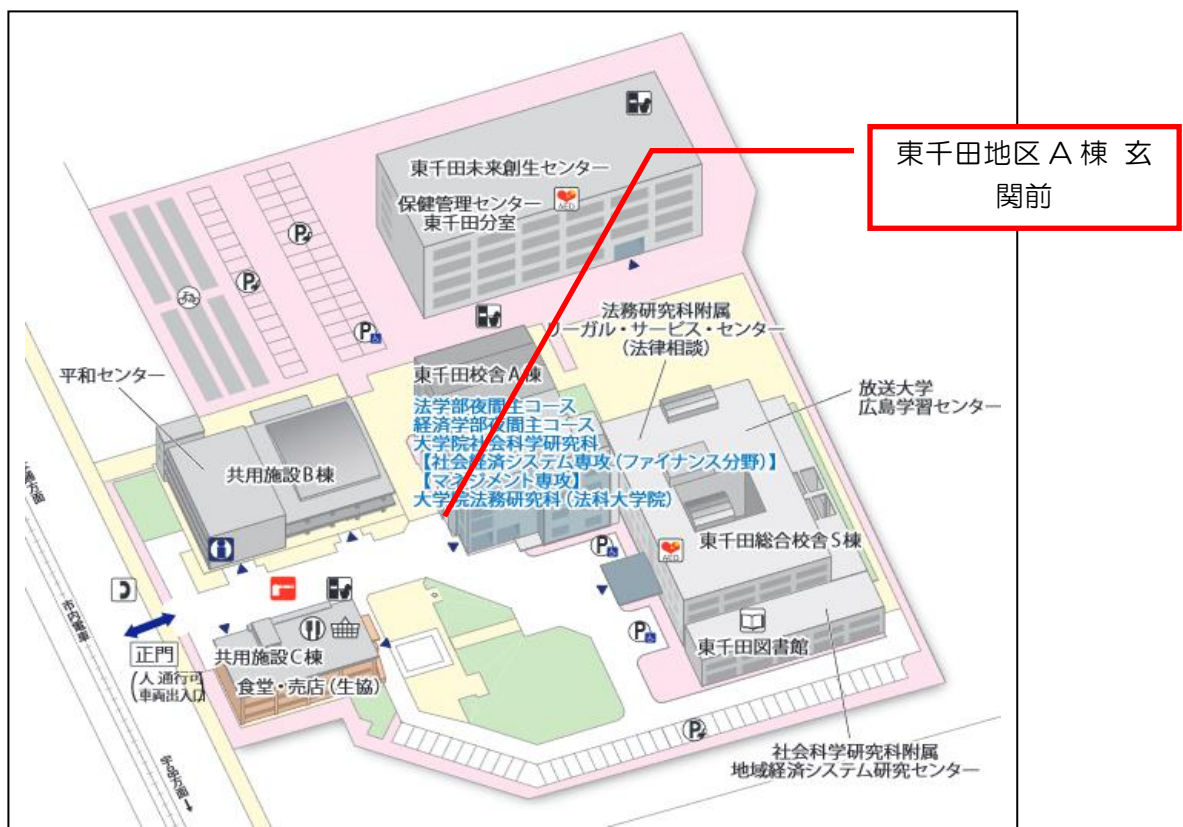 東千田地区A棟 玄
関前
東千田未来創生センター
保健管理センター
東千田分室
AED
法務研究科附属
リーガル・サービス・センター
(法律相談)
平和センター
東千田校舎A棟
法学部夜間主コース
経済学部夜間主コース
大学院社会科学研究科
【社会経済システム専攻(ファイナンス分野)】
【マネジメント専攻】
大学院法務研究科(法科大学院)
放送大学
広島学習センター
共用施設B棟
通方面
東千田総合校舎S棟
AED
市内電車
正門
(人通行可
車両出入口)
共用施設C棟
食堂・売店(生協)
東千田図書館
社会科学研究科附属
地域経済システム研究センター
宇品方面
P
P
P
P
P
P